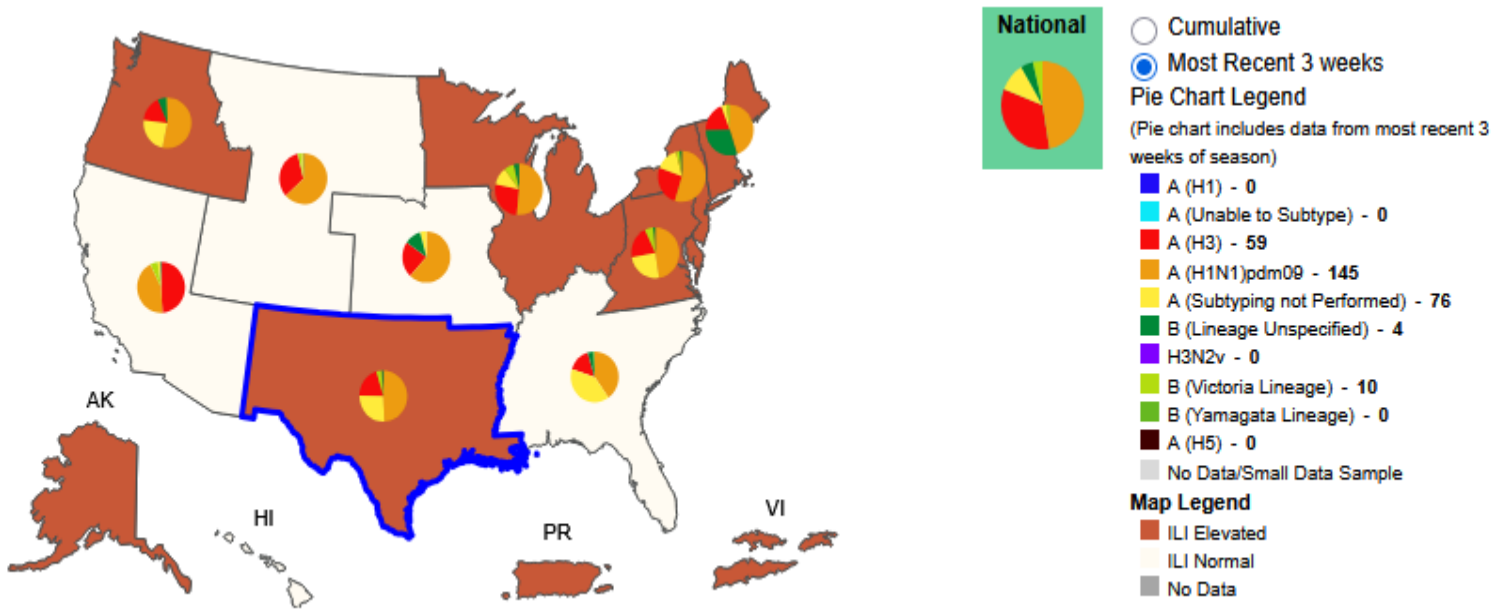 National
Cumulative
Most Recent 3 weeks
Pie Chart Legend
(Pie chart includes data from most recent 3
weeks of season)
A (H1) - 0
A (Unable to Subtype) - 0
A (H3) - 59
A (H1N1)pdm09 - 145
A (Subtyping not Performed) - 76
B (Lineage Unspecified) - 4
H3N2v - 0
B (Victoria Lineage) - 10
B (Yamagata Lineage) - 0
A (H5) - 0
No Data/Small Data Sample
Map Legend
ILI Elevated
ILI Normal
No Data
AK
HI
PR
VI